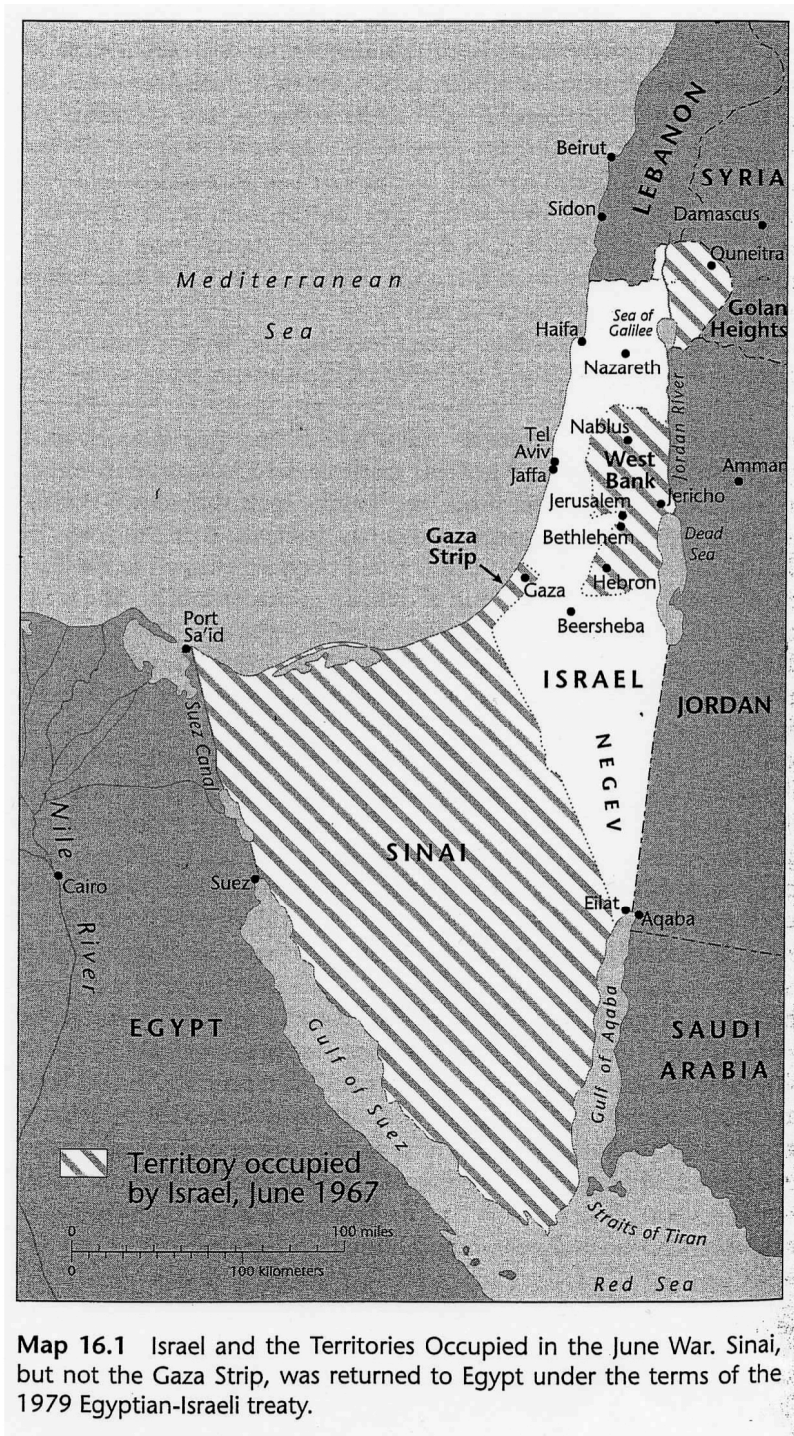 Beirut
LEBANON
SYRIA
Sidon
Damascus
Quneitra
Mediterranean
Sea
Golan
Heights
Sea of
Galilee
Haifa
Nazareth
Jordan River
Nablus
Tel
Aviv
West
Bank
Amman
Jaffa
Jerusalem
Jericho
Gaza
Strip
Bethlehem
Dead
Sea
Gaza
Hebron
Port
Sa'id
Beersheba
ISRAEL
JORDAN
Suez Canal
NEGEV
Nile
River
SINAI
Cairo
Suez
Eilat
Aqaba
EGYPT
Gulf of Suez
Gulf of Aqaba
SAUDI
ARABIA
Territory occupied
by Israel, June 1967
0 100 miles
0 100 kilometers
Straits of Tiran
Red Sea
Map 16.1 Israel and the Territories Occupied in the June War. Sinai,
but not the Gaza Strip, was returned to Egypt under the terms of the
1979 Egyptian-Israeli treaty.